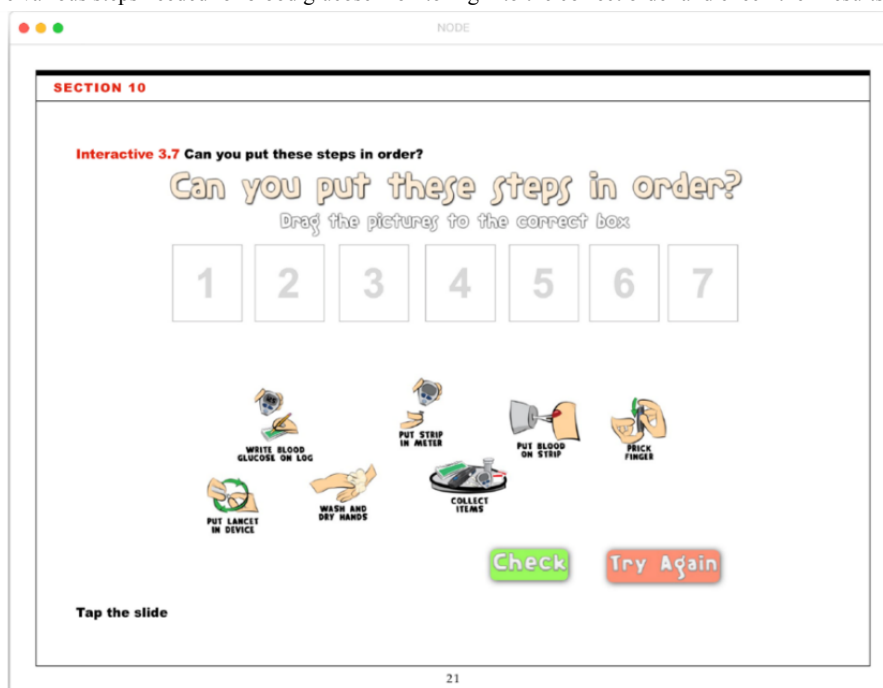 NODE
SECTION 10
Interactive 3.7 Can you put these steps in order?
Can you put these steps in order?
Drag the pictures to the correct box
1 2 3 4 5 6 7
WRITE BLOOD
GLUCOSE ON LOG
PUT STRIP
IN METER
PUT BLOOD
ON STRIP
PRICK
FINGER
PUT LANCET
IN DEVICE
WASH AND
DRY HANDS
COLLECT
ITEMS
Check
Try Again
Tap the slide
21